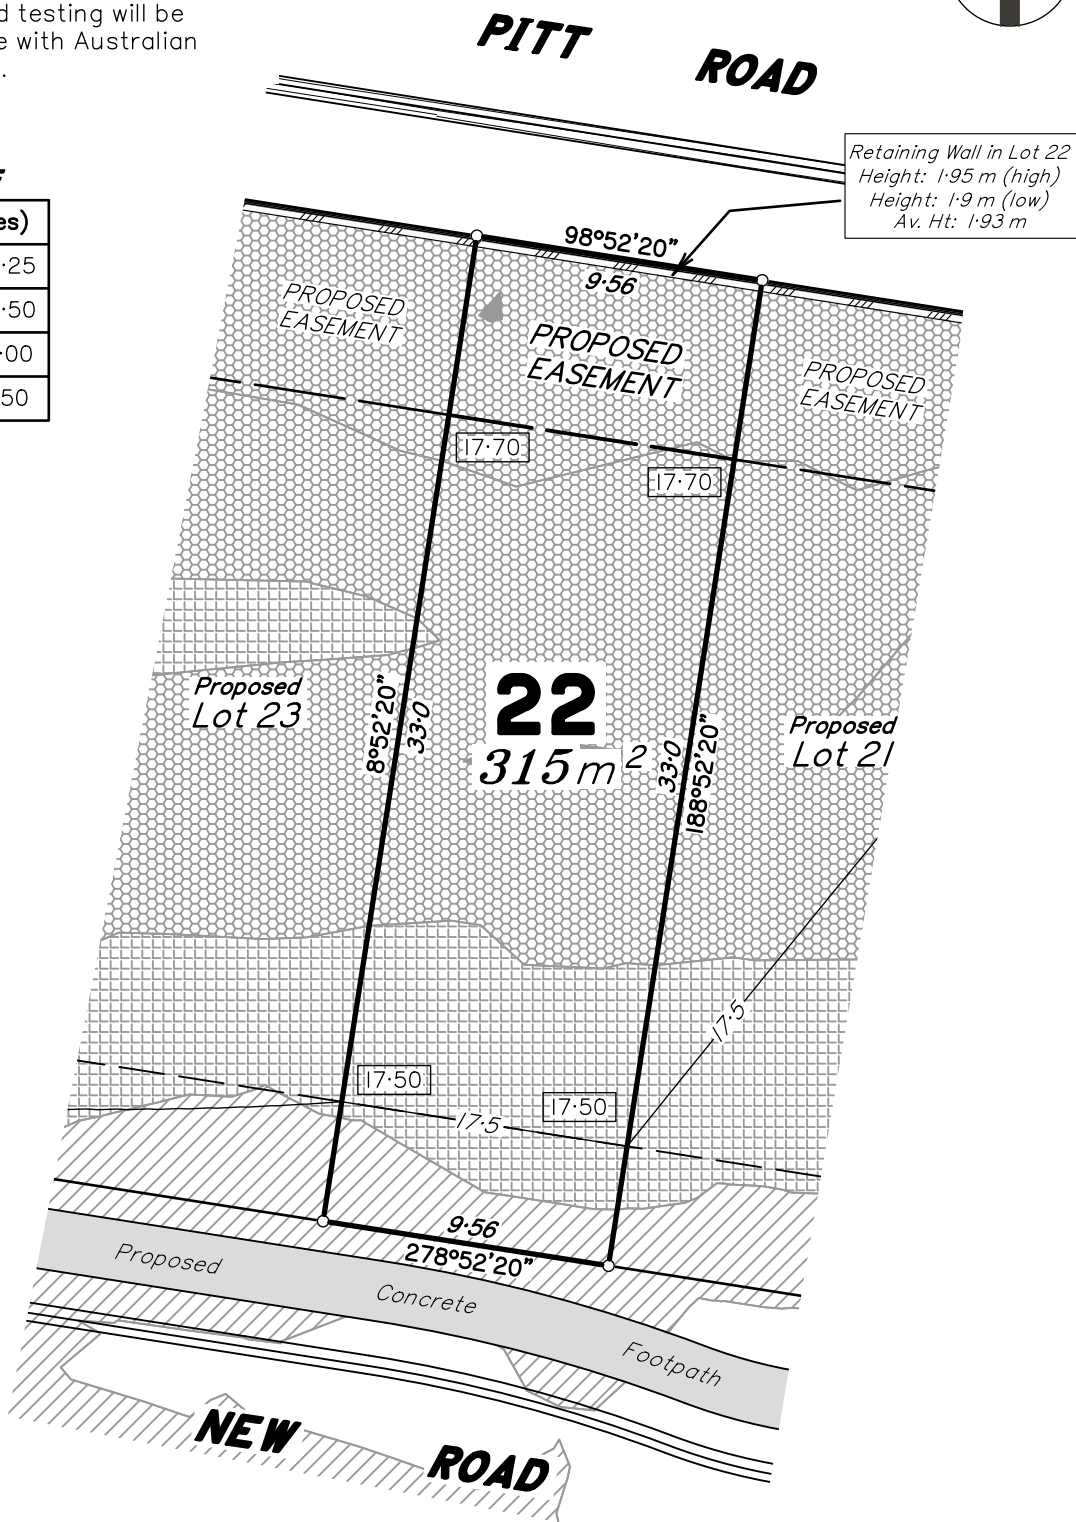 d testing will be
e with Australian
.
es)
·25
·50
·00
50
PITT ROAD
Retaining Wall in Lot 22
Height: 1·95 m (high)
Height: 1·9 m (low)
Av. Ht: 1·93 m
98°52'20"
9·56
PROPOSED
EASEMENT
PROPOSED
EASEMENT
PROPOSED
EASEMENT
17·70
17·70
22
315 m²
Proposed
Lot 23
8°52'20"
33·0
33·0
188°52'20"
Proposed
Lot 21
17·5
17·50
17·50
17·5
9·56
278°52'20"
Proposed Concrete Footpath
NEW ROAD